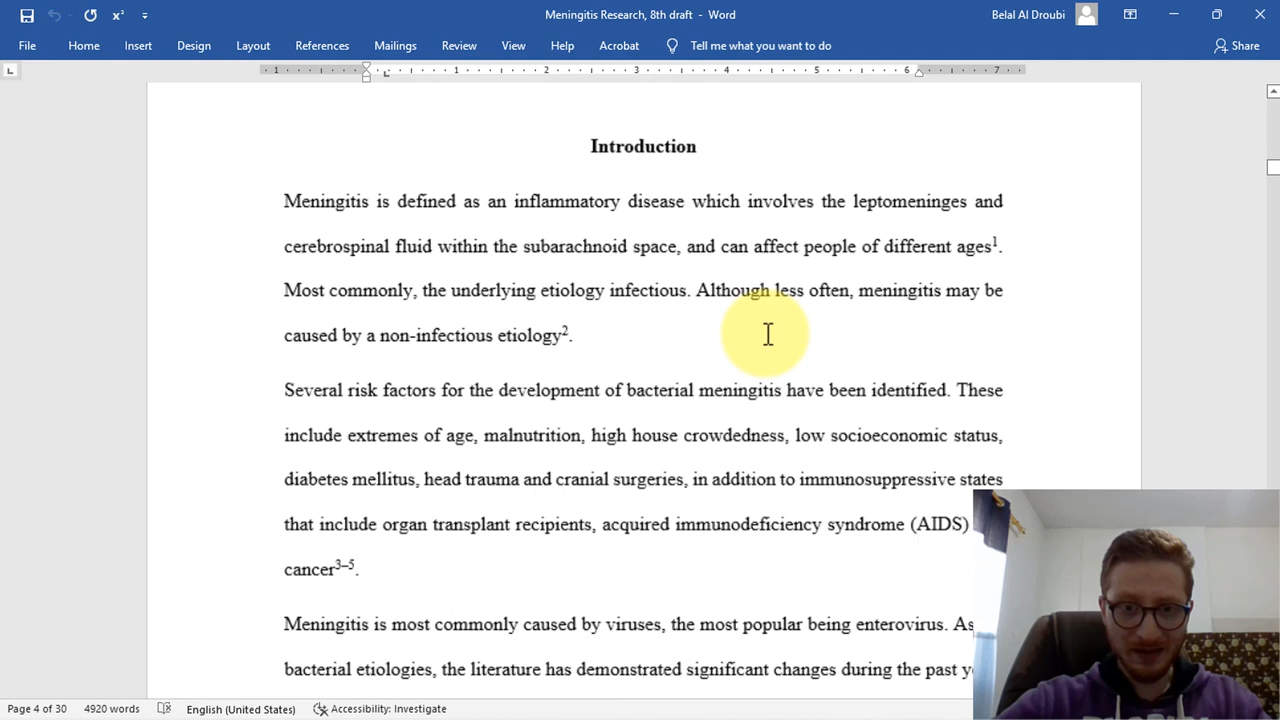 Meningitis Research, 8th draft - Word
Belal Al Droubi
File Home Insert Design Layout References Mailings Review View Help Acrobat Tell me what you want to do Share
1 1 2 3 4 5 6 7
Introduction
Meningitis is defined as an inflammatory disease which involves the leptomeninges and
cerebrospinal fluid within the subarachnoid space, and can affect people of different ages1.
Most commonly, the underlying etiology infectious. Although less often, meningitis may be
caused by a non-infectious etiology2.
Several risk factors for the development of bacterial meningitis have been identified. These
include extremes of age, malnutrition, high house crowdedness, low socioeconomic status,
diabetes mellitus, head trauma and cranial surgeries, in addition to immunosuppressive states
that include organ transplant recipients, acquired immunodeficiency syndrome (AIDS)
cancer3–5.
Meningitis is most commonly caused by viruses, the most popular being enterovirus. As
bacterial etiologies, the literature has demonstrated significant changes during the past
Page 4 of 30 4920 words English (United States) Accessibility: Investigate